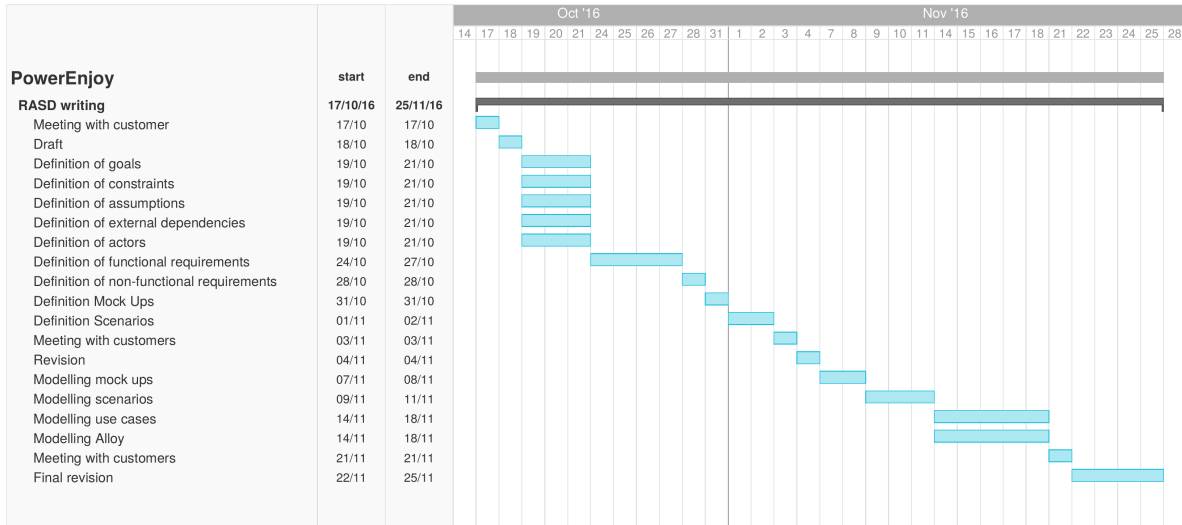 Oct '16 Nov '16
14 17 18 19 20 21 24 25 26 27 28 31 1 2 3 4 7 8 9 10 11 14 15 16 17 18 21 22 23 24 25 28
PowerEnjoy start end
RASD writing 17/10/16 25/11/16
Meeting with customer 17/10 17/10
Draft 18/10 18/10
Definition of goals 19/10 21/10
Definition of constraints 19/10 21/10
Definition of assumptions 19/10 21/10
Definition of external dependencies 19/10 21/10
Definition of actors 19/10 21/10
Definition of functional requirements 24/10 27/10
Definition of non-functional requirements 28/10 28/10
Definition Mock Ups 31/10 31/10
Definition Scenarios 01/11 02/11
Meeting with customers 03/11 03/11
Revision 04/11 04/11
Modelling mock ups 07/11 08/11
Modelling scenarios 09/11 11/11
Modelling use cases 14/11 18/11
Modelling Alloy 14/11 18/11
Meeting with customers 21/11 21/11
Final revision 22/11 25/11